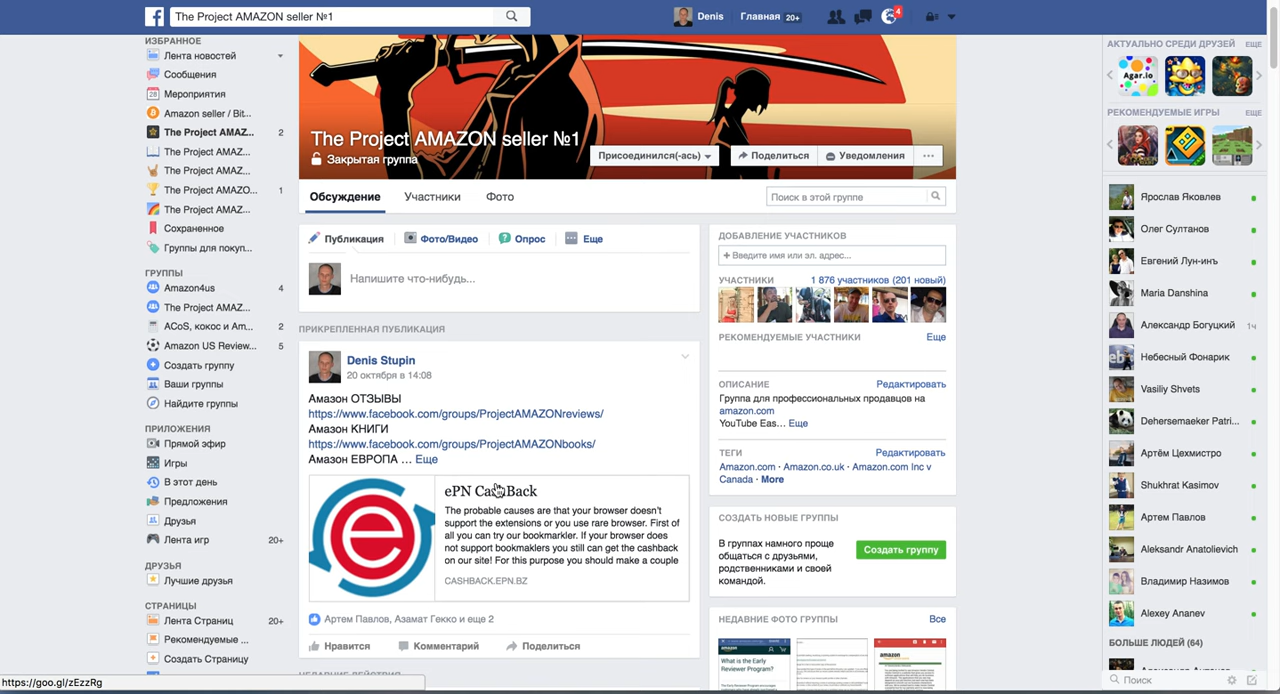 The Project AMAZON seller №1
Denis
Главная 20+
4
ИЗБРАННОЕ
Лента новостей
Сообщения
Мероприятия
Amazon seller / Bit...
The Project AMAZ... 2
The Project AMAZ...
The Project AMAZ...
The Project AMAZO... 1
The Project AMAZ...
Сохраненное
Группы для покуп...
ГРУППЫ
Amazon4us 4
The Project AMAZ...
ACoS, кокос и Am... 2
Amazon US Review... 5
Создать группу
Ваши группы
Найдите группы
ПРИЛОЖЕНИЯ
Прямой эфир
Игры
В этот день
Предложения
Друзья
Лента игр 20+
ДРУЗЬЯ
Лучшие друзья
СТРАНИЦЫ
Лента Страниц 20+
Рекомендуемые ...
Создать Страницу
https://goo.gl/zEzzRg
The Project AMAZON seller №1
Закрытая группа
Присоединился(-ась)
Поделиться
Уведомления
Обсуждение
Участники
Фото
Поиск в этой группе
Публикация
Фото/Видео
Опрос
Еще
Напишите что-нибудь...
ПРИКРЕПЛЕННАЯ ПУБЛИКАЦИЯ
Denis Stupin
20 октября в 14:08
Амазон ОТЗЫВЫ
https://www.facebook.com/groups/ProjectAMAZONreviews/
Амазон КНИГИ
https://www.facebook.com/groups/ProjectAMAZONbooks/
Амазон ЕВРОПА ... Еще
ePN CashBack
The probable causes are that your browser doesn't
support the extensions or you use rare browser. First of
all you can try our bookmarkler. If your browser does
not support bookmaklers you still can get the cashback
on our site! For this purpose you should make a couple
CASHBACK.EPN.BZ
Артем Павлов, Азамат Гекко и еще 2
Нравится
Комментарий
Поделиться
НЕДАВНИЕ ДЕЙСТВИЯ
ДОБАВЛЕНИЕ УЧАСТНИКОВ
+ Введите имя или эл. адрес...
УЧАСТНИКИ 1 876 участников (201 новый)
РЕКОМЕНДУЕМЫЕ УЧАСТНИКИ Еще
ОПИСАНИЕ Редактировать
Группа для профессиональных продавцов на
amazon.com
YouTube Eas... Еще
ТЕГИ Редактировать
Amazon.com · Amazon.co.uk · Amazon.com Inc v
Canada · More
СОЗДАТЬ НОВЫЕ ГРУППЫ
В группах намного проще
общаться с друзьями,
родственниками и своей
командой.
Создать группу
НЕДАВНИЕ ФОТО ГРУППЫ Все
amazon
What is the Early
Reviewer Program?
amazon
АКТУАЛЬНО СРЕДИ ДРУЗЕЙ ЕЩЕ
Agar.io
РЕКОМЕНДУЕМЫЕ ИГРЫ ЕЩЕ
Ярослав Яковлев
Олег Султанов
Евгений Лун-инъ
Maria Danshina
Александр Богуцкий 1ч
Небесный Фонарик
Vasiliy Shvets
Dehersemaeker Patri...
Артём Цехмистро
Shukhrat Kasimov
Артем Павлов
Aleksandr Anatolievich
Владимир Назимов
Alexey Ananev
БОЛЬШЕ ЛЮДЕЙ (64)
Поиск